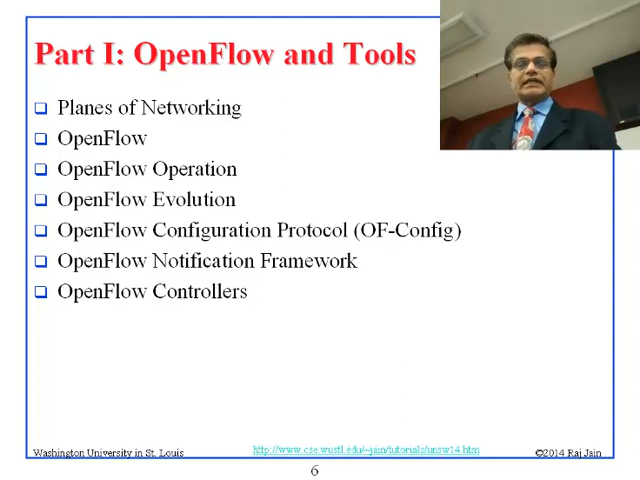 Part I: OpenFlow and Tools
Planes of Networking
OpenFlow
OpenFlow Operation
OpenFlow Evolution
OpenFlow Configuration Protocol (OF-Config)
OpenFlow Notification Framework
OpenFlow Controllers
Washington University in St. Louis
http://www.cse.wustl.edu/~jain/tutorials/unsw14.htm
©2014 Raj Jain
6